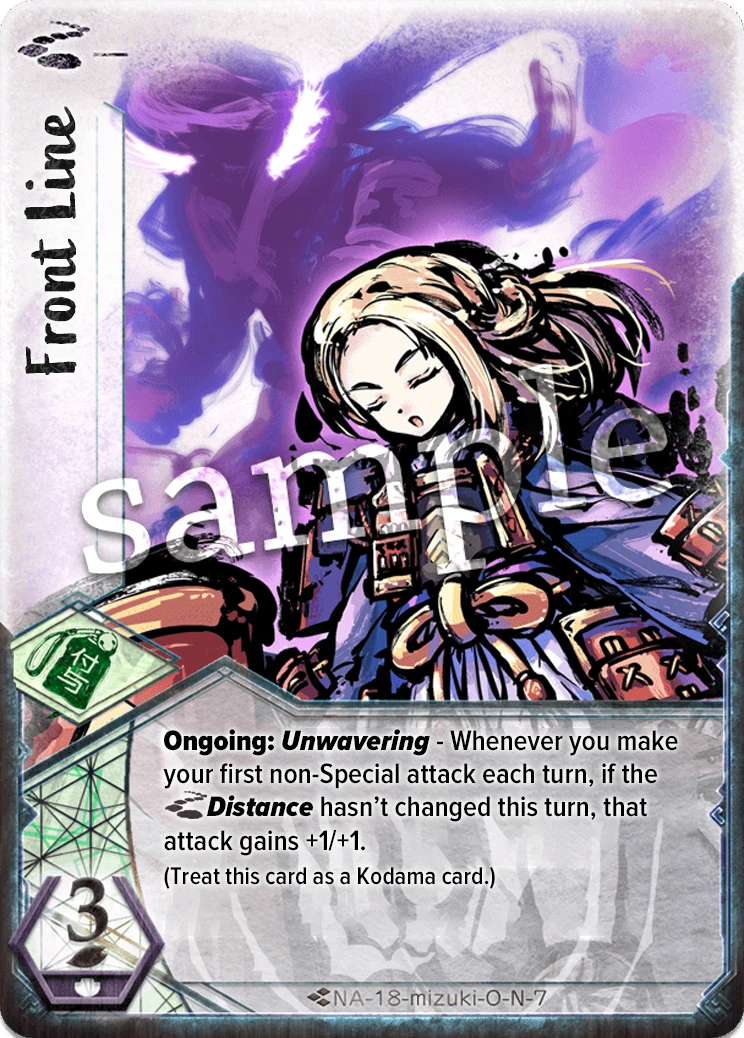 Front Line
sample
付与
Ongoing: Unwavering - Whenever you make
your first non-Special attack each turn, if the
Distance hasn't changed this turn, that
attack gains +1/+1.
(Treat this card as a Kodama card.)
3
NA-18-mizuki-O-N-7